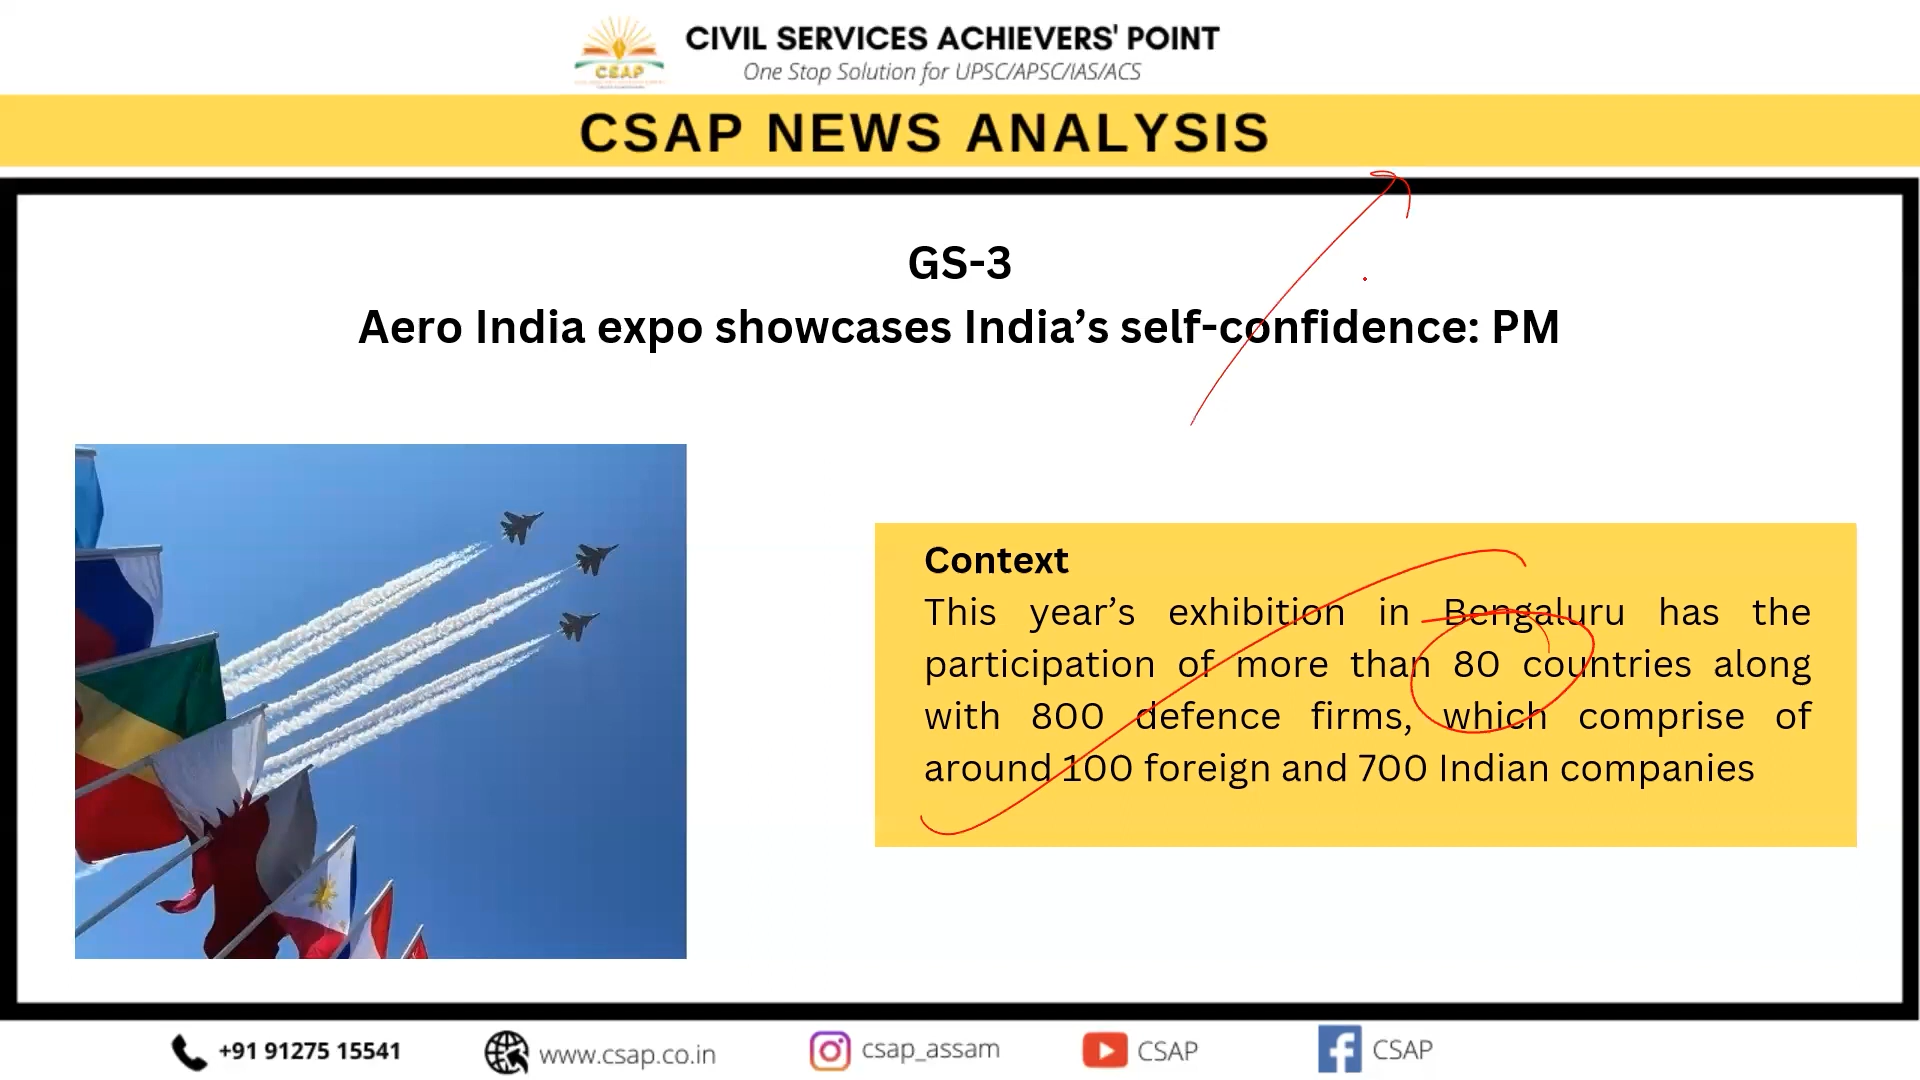 CIVIL SERVICES ACHIEVERS' POINT
One Stop Solution for UPSC/APSC/IAS/ACS
CSAP
CSAP NEWS ANALYSIS
GS-3
Aero India expo showcases India’s self-confidence: PM
Context
This year’s exhibition in Bengaluru has the
participation of more than 80 countries along
with 800 defence firms, which comprise of
around 100 foreign and 700 Indian companies
+91 91275 15541
www.csap.co.in
csap_assam
CSAP
CSAP